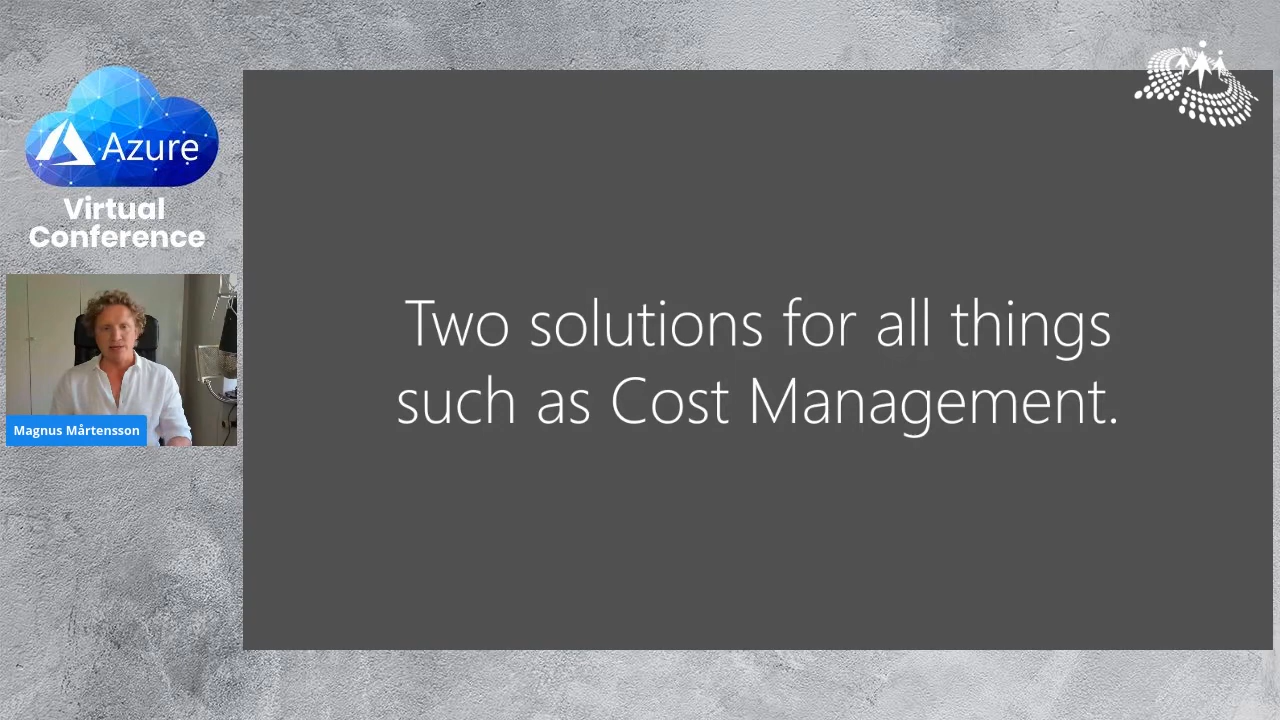 Azure
Virtual
Conference
Magnus Mårtensson
Two solutions for all things
such as Cost Management.